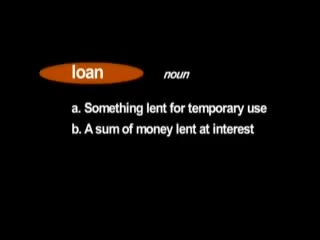 loan noun
a. Something lent for temporary use
b. A sum of money lent at interest